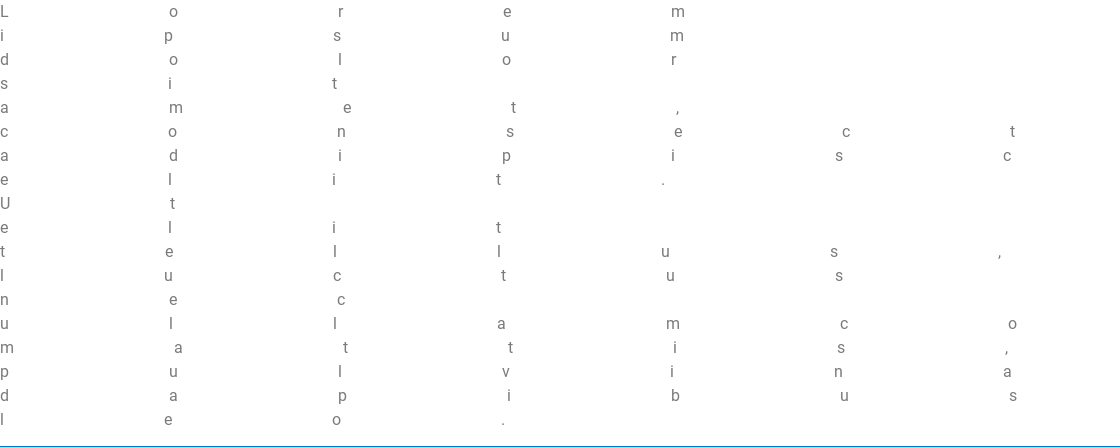 L o r e m
i p s u m
d o l o r
s i t
a m e t ,
c o n s e c t
a d i p i s c
e l i t .
U t
e l i t
t e l l u s ,
l u c t u s
n e c
u l l a m c o
m a t t i s ,
p u l v i n a
d a p i b u s
l e o .